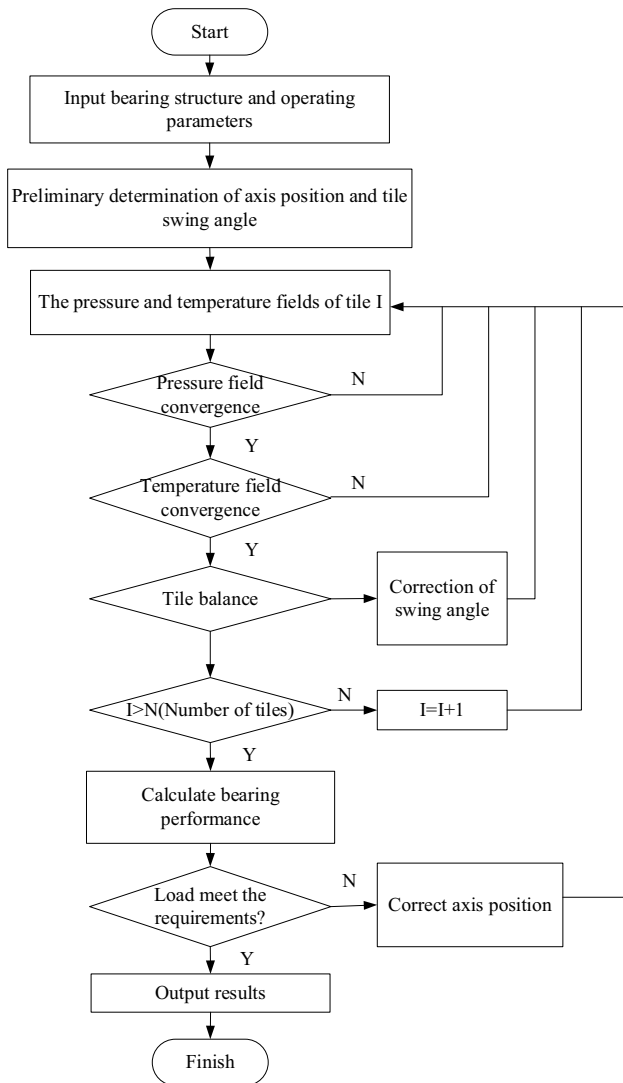 Start
Input bearing structure and operating
parameters
Preliminary determination of axis position and tile
swing angle
The pressure and temperature fields of tile I
Pressure field
convergence
N
Y
Temperature field
convergence
N
Y
Tile balance
Correction of
swing angle
I>N(Number of tiles)
N
I=I+1
Y
Calculate bearing
performance
Load meet the
requirements?
N
Correct axis position
Y
Output results
Finish